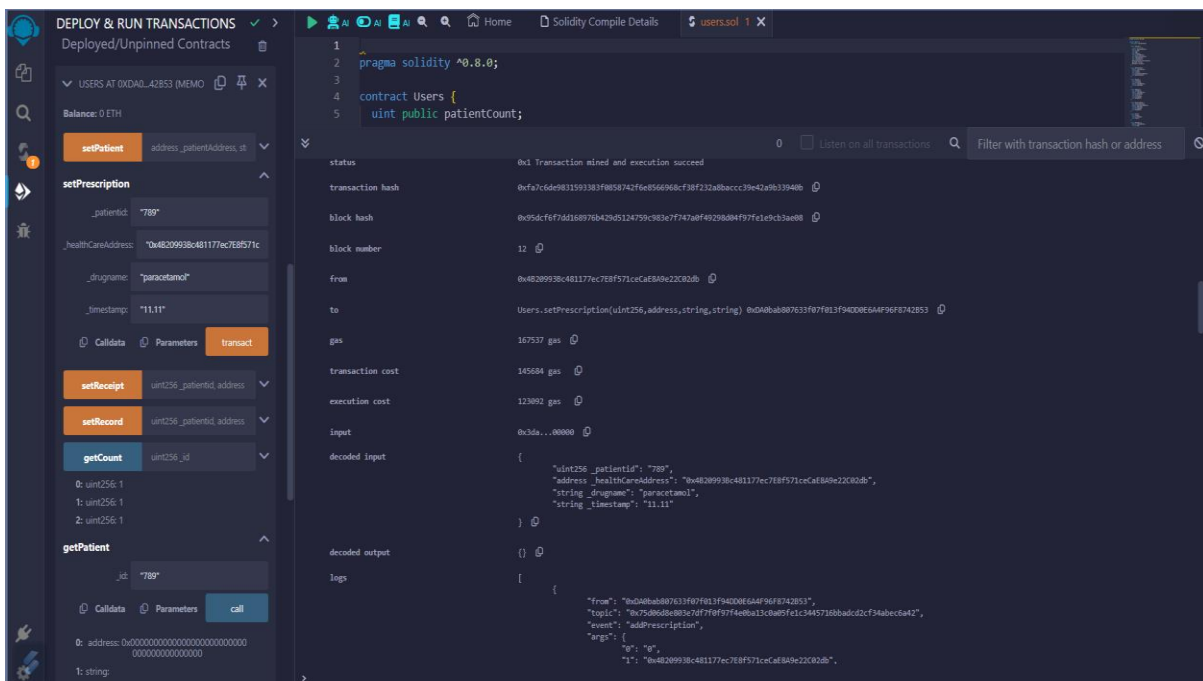 DEPLOY & RUN TRANSACTIONS
Deployed/Unpinned Contracts
USERS AT 0XDA0...42B53 (MEMO
Balance: 0 ETH
setPatient address _patientAddress, st
setPrescription
_patientid: "789"
_healthCareAddress: "0x4B20993Bc481177ec7E8f571c
_drugname: "paracetamol"
_timestamp: "11.11"
Calldata Parameters transact
setReceipt uint256 _patientid, address
setRecord uint256 _patientid, address
getCount uint256 _id
0: uint256: 1
1: uint256: 1
2: uint256: 1
getPatient
_id: "789"
Calldata Parameters call
0: address: 0x00000000000000000000000000
00000000000000
1: string:
1
AI AI AI Home Solidity Compile Details users.sol 1 X
1
2 pragma solidity ^0.8.0;
3
4 contract Users {
5 uint public patientCount;
0 Listen on all transactions Filter with transaction hash or address
status 0x1 Transaction mined and execution succeed
transaction hash
block hash
block number 12
from 0x4B20993Bc481177ec7E8f571ceCaE8A9e22C02db
to Users.setPrescription(uint256,address,string,string) 0xDA0bab807633f07f013f94DD0E6A4F96F8742B53
gas 167537 gas
transaction cost 145684 gas
execution cost 123092 gas
input 0x3da...00000
decoded input {
"uint256 _patientid": "789",
"address _healthCareAddress": "0x4B20993Bc481177ec7E8f571ceCaE8A9e22C02db",
"string _drugname": "paracetamol",
"string _timestamp": "11.11"
}
decoded output {}
logs [
{
"from": "0xDA0bab807633f07f013f94DD0E6A4F96F8742B53",
"topic":
"event": "addPrescription",
"args": {
"0": "0",
"1": "0x4B20993Bc481177ec7E8f571ceCaE8A9e22C02db",
>